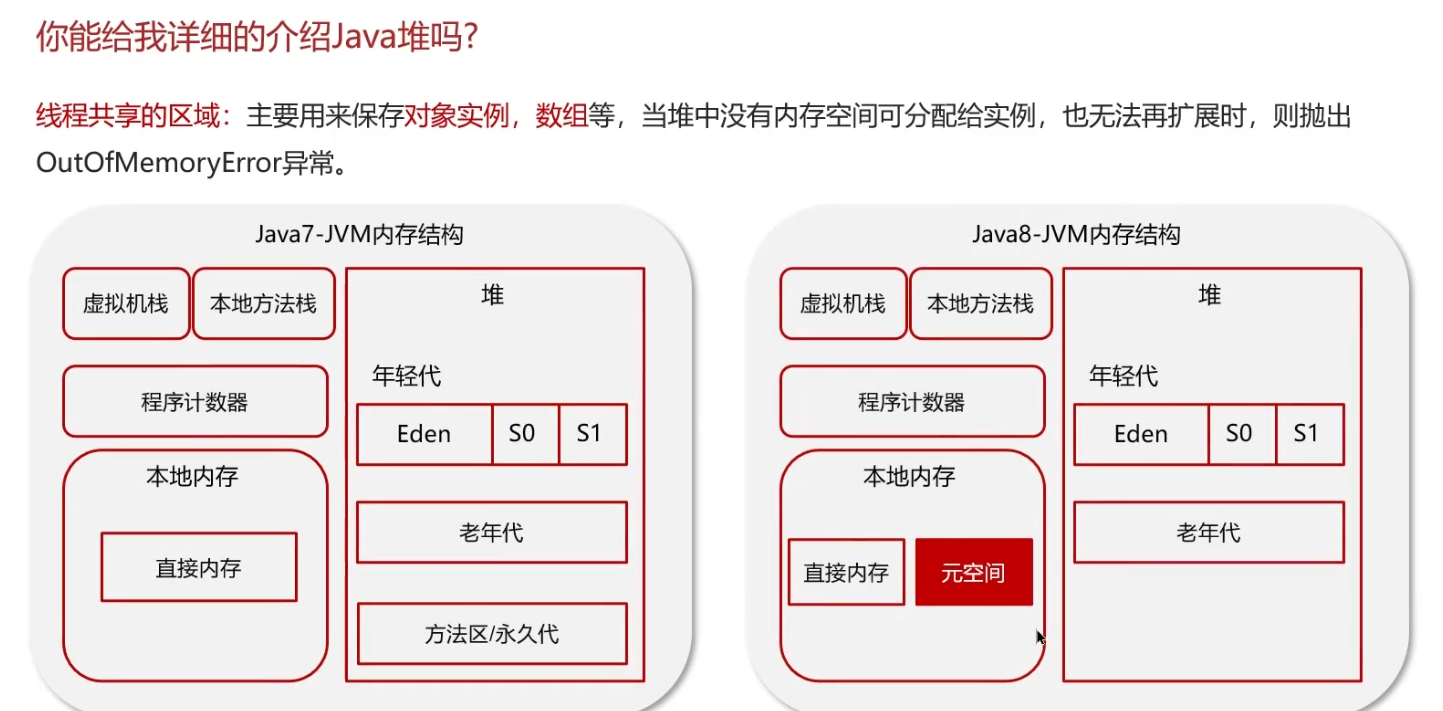 你能给我详细的介绍Java堆吗?
线程共享的区域：主要用来保存对象实例，数组等，当堆中没有内存空间可分配给实例，也无法再扩展时，则抛出
OutOfMemoryError异常。
Java7-JVM内存结构
虚拟机栈
本地方法栈
堆
年轻代
程序计数器
Eden
S0
S1
本地内存
老年代
直接内存
方法区/永久代
Java8-JVM内存结构
虚拟机栈
本地方法栈
堆
年轻代
程序计数器
Eden
S0
S1
本地内存
老年代
直接内存
元空间